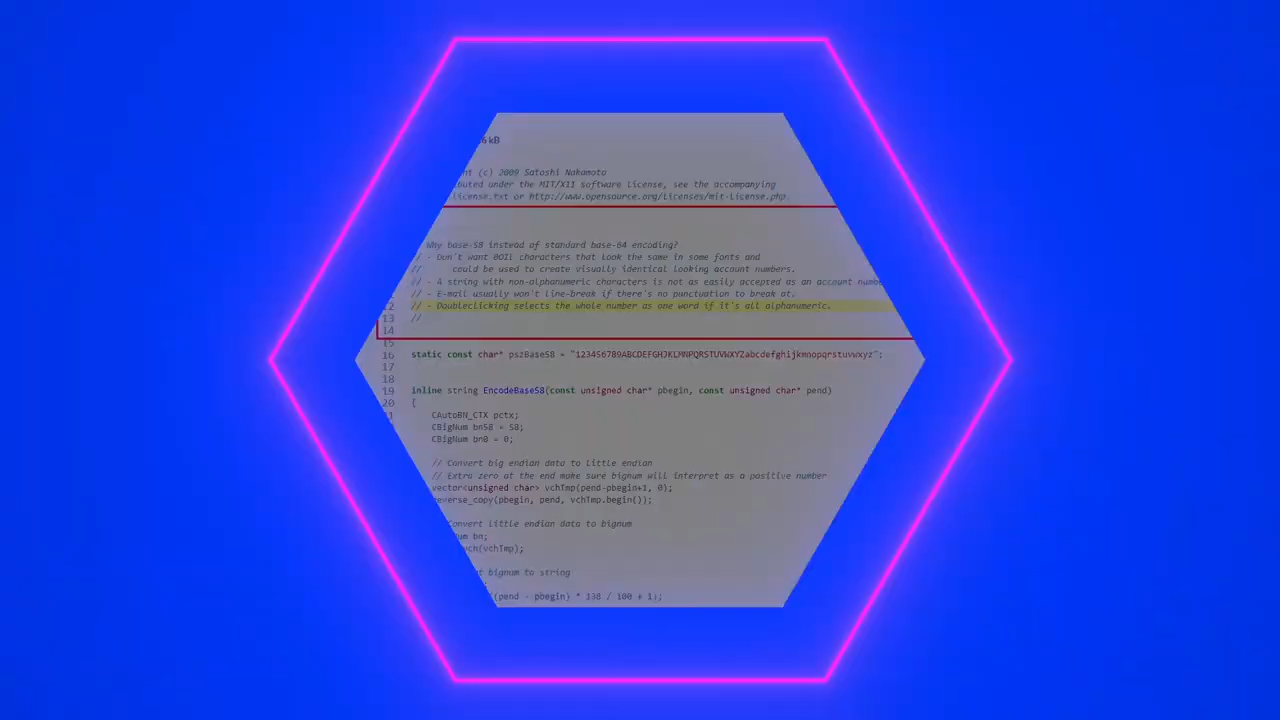 6kB
(c) 2009 Satoshi Nakamoto
buted under the MIT/X11 software license, see the accompanying
license.txt or http://www.opensource.org/licenses/mit-license.php.
Why base-58 instead of standard base-64 encoding?
// - Don't want 0OIl characters that look the same in some fonts and
// could be used to create visually identical looking account numbers.
// - A string with non-alphanumeric characters is not as easily accepted as an account numbe
// - E-mail usually won't line-break if there's no punctuation to break at.
12 // - Doubleclicking selects the whole number as one word if it's all alphanumeric.
13 //
14
15
16 static const char* pszBase58 = "123456789ABCDEFGHJKLMNPQRSTUVWXYZabcdefghijkmnopqrstuvwxyz";
17
18
19 inline string EncodeBase58(const unsigned char* pbegin, const unsigned char* pend)
20 {
CAutoBN_CTX pctx;
CBigNum bn58 = 58;
CBigNum bn0 = 0;
// Convert big endian data to little endian
// Extra zero at the end make sure bignum will interpret as a positive number
vector<unsigned char> vchTmp(pend-pbegin+1, 0);
reverse_copy(pbegin, pend, vchTmp.begin());
Convert little endian data to bignum
um bn;
vch(vchTmp);
t bignum to string
(pend - pbegin) * 138 / 100 + 1);